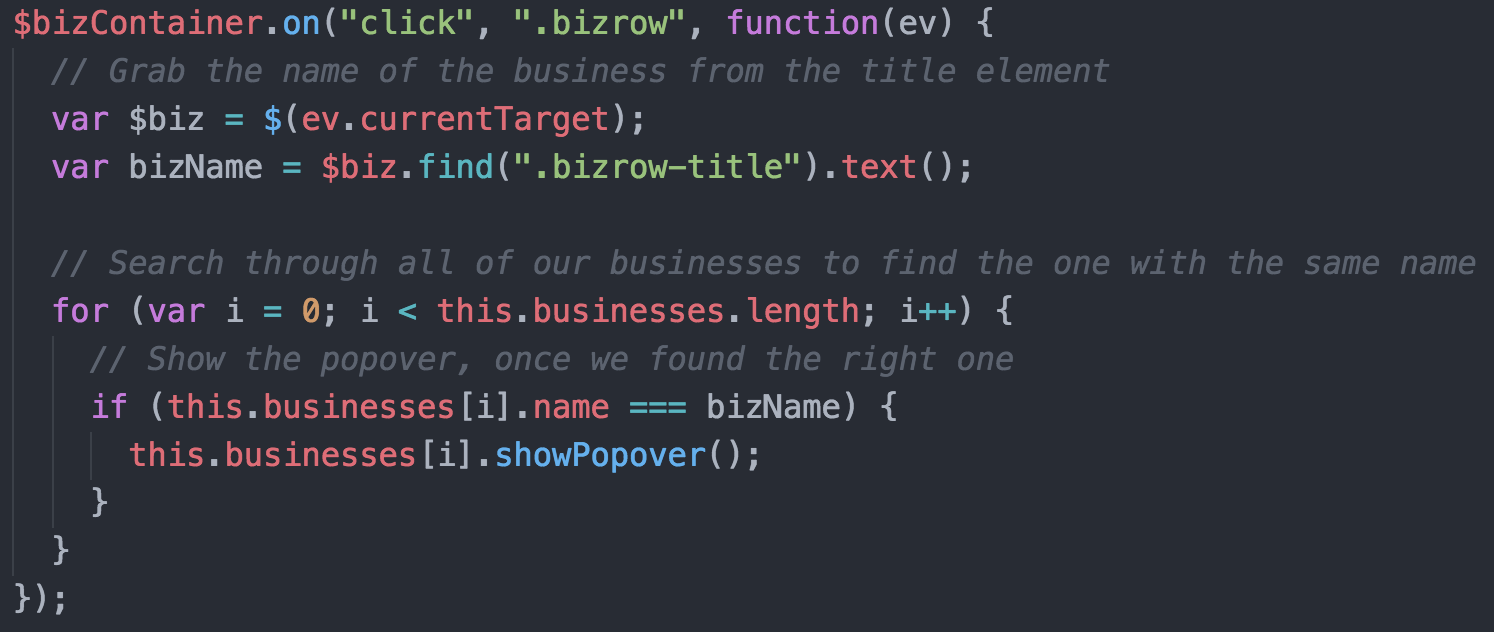 $bizContainer.on("click", ".bizrow", function(ev) {
// Grab the name of the business from the title element
var $biz = $(ev.currentTarget);
var bizName = $biz.find(".bizrow-title").text();
// Search through all of our businesses to find the one with the same name
for (var i = 0; i < this.businesses.length; i++) {
// Show the popover, once we found the right one
if (this.businesses[i].name === bizName) {
this.businesses[i].showPopover();
}
}
});